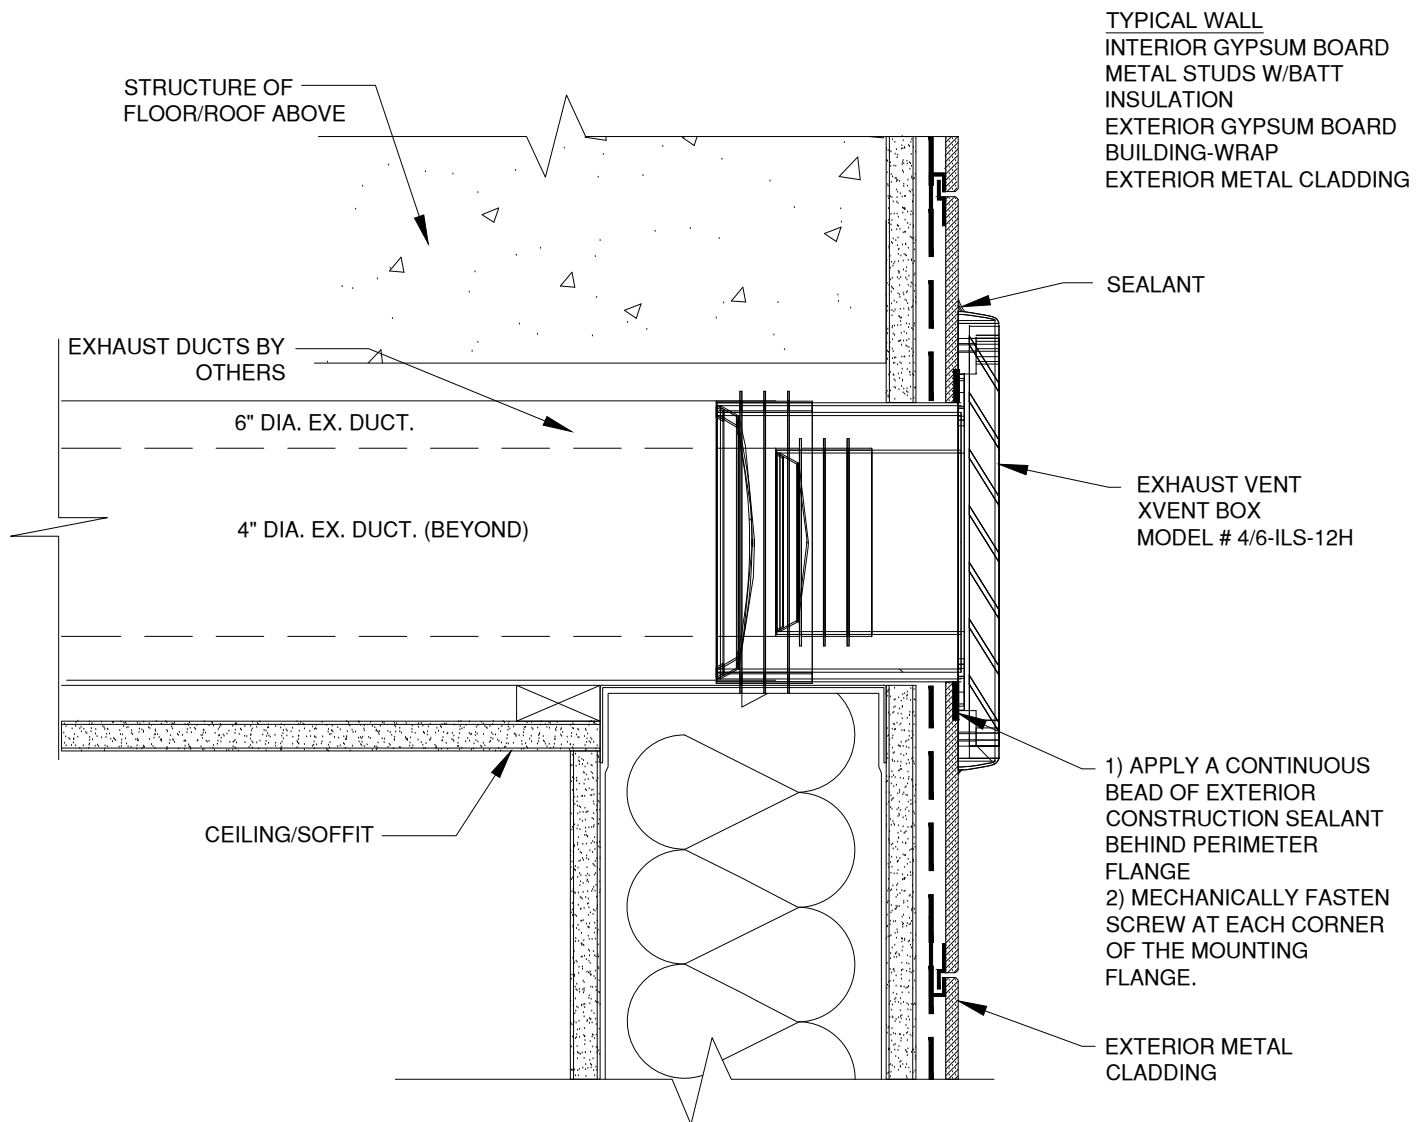 TYPICAL WALL
INTERIOR GYPSUM BOARD
METAL STUDS W/BATT
INSULATION
EXTERIOR GYPSUM BOARD
BUILDING-WRAP
EXTERIOR METAL CLADDING
STRUCTURE OF
FLOOR/ROOF ABOVE
SEALANT
EXHAUST DUCTS BY
OTHERS
6" DIA. EX. DUCT.
4" DIA. EX. DUCT. (BEYOND)
EXHAUST VENT
XVENT BOX
MODEL # 4/6-ILS-12H
CEILING/SOFFIT
1) APPLY A CONTINUOUS
BEAD OF EXTERIOR
CONSTRUCTION SEALANT
BEHIND PERIMETER
FLANGE
2) MECHANICALLY FASTEN
SCREW AT EACH CORNER
OF THE MOUNTING
FLANGE.
EXTERIOR METAL
CLADDING